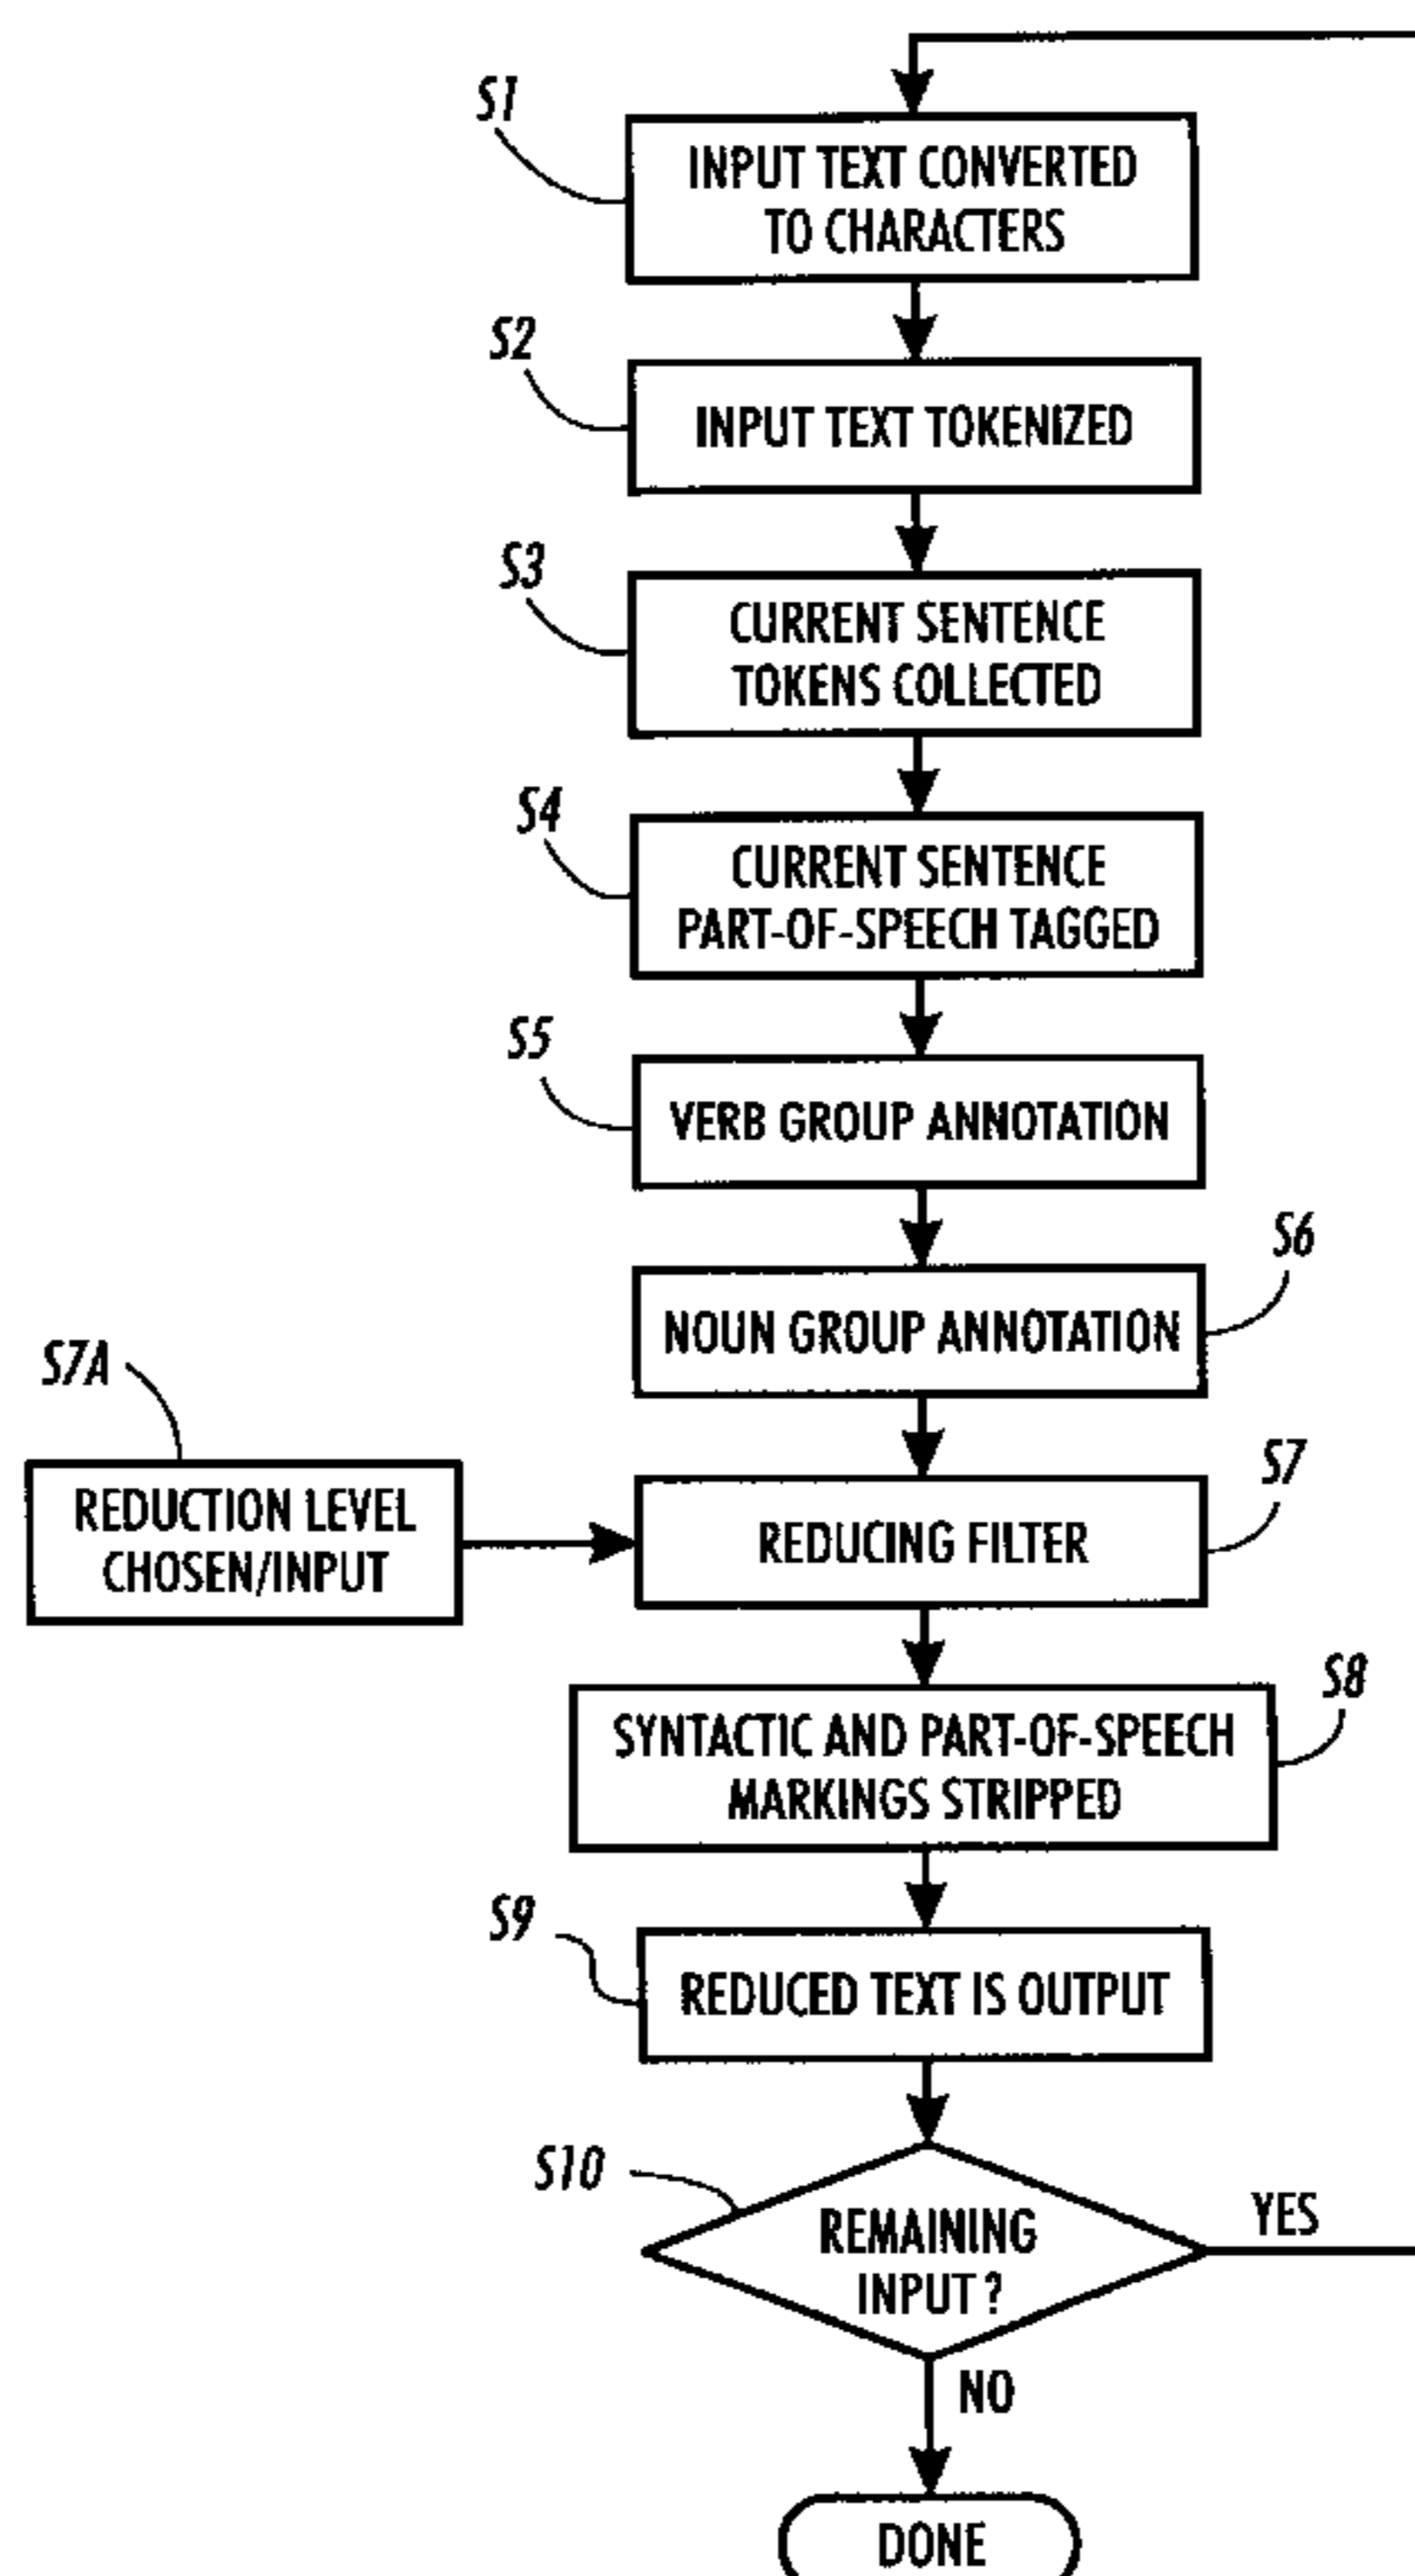 S1
INPUT TEXT CONVERTED
TO CHARACTERS
S2
INPUT TEXT TOKENIZED
S3
CURRENT SENTENCE
TOKENS COLLECTED
S4
CURRENT SENTENCE
PART-OF-SPEECH TAGGED
S5
VERB GROUP ANNOTATION
S6
NOUN GROUP ANNOTATION
S7A
REDUCTION LEVEL
CHOSEN/INPUT
S7
REDUCING FILTER
S8
SYNTACTIC AND PART-OF-SPEECH
MARKINGS STRIPPED
S9
REDUCED TEXT IS OUTPUT
S10
REMAINING
INPUT?
YES
NO
DONE